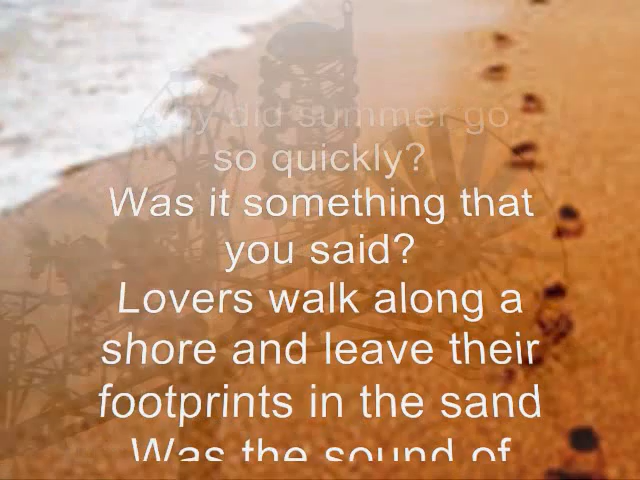 Why did summer go
so quickly?
Was it something that
you said?
Lovers walk along a
shore and leave their
footprints in the sand
Was the sound of